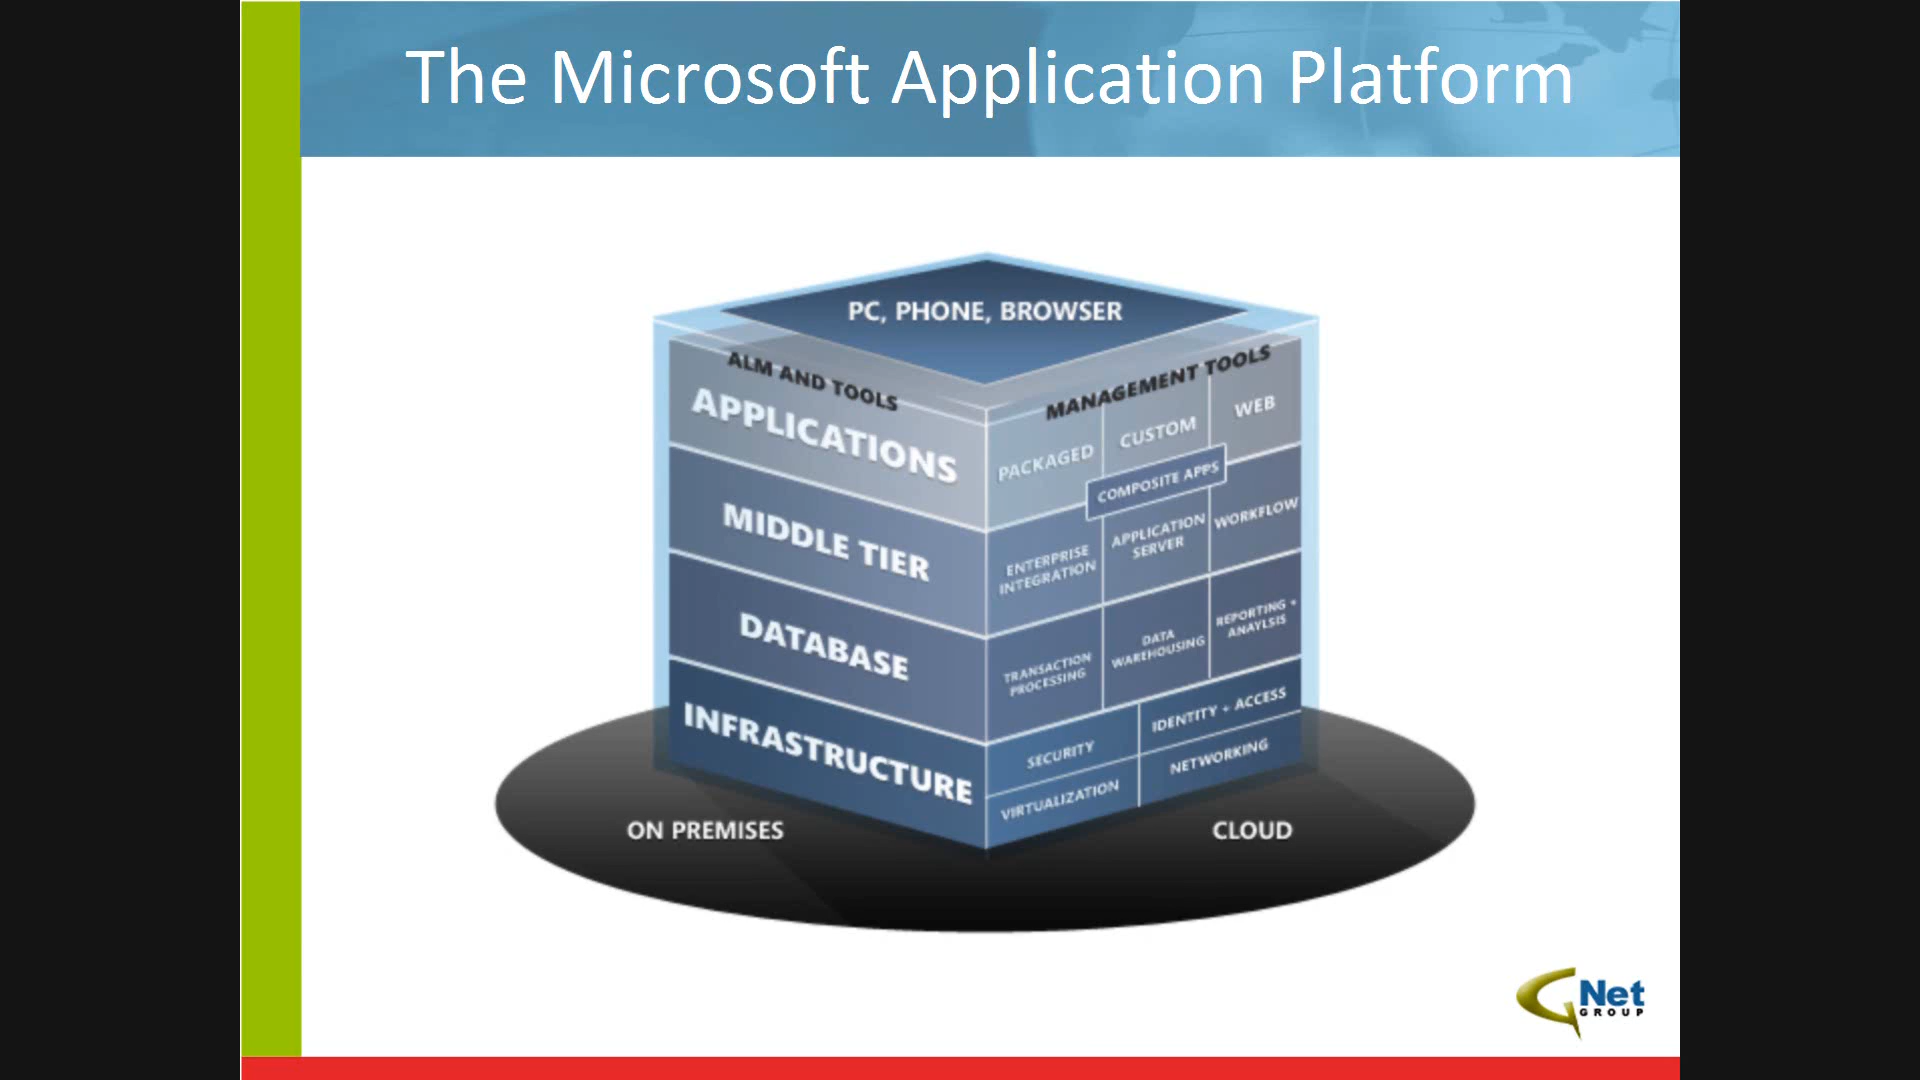 The Microsoft Application Platform
PC, PHONE, BROWSER
ALM AND TOOLS
MANAGEMENT TOOLS
APPLICATIONS
PACKAGED
CUSTOM
WEB
COMPOSITE APPS
MIDDLE TIER
ENTERPRISE
INTEGRATION
APPLICATION
SERVER
WORKFLOW
DATABASE
TRANSACTION
PROCESSING
DATA
WAREHOUSING
REPORTING +
ANAYLSIS
INFRASTRUCTURE
SECURITY
IDENTITY + ACCESS
VIRTUALIZATION
NETWORKING
ON PREMISES
CLOUD
Net
GROUP